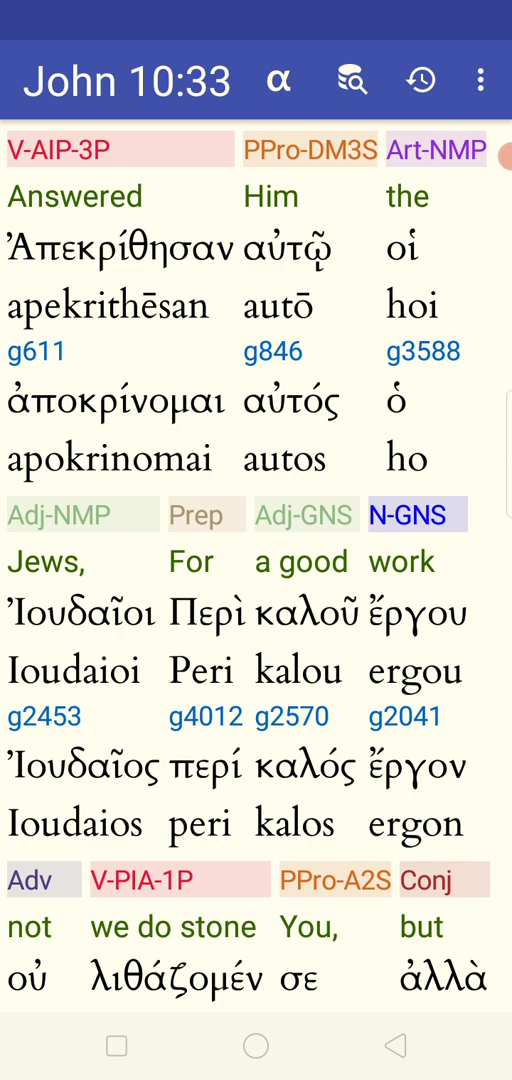 John 10:33 α
V-AIP-3P PPro-DM3S Art-NMP
Answered Him the
Ἀπεκρίθησαν αὐτῷ οἱ
apekrithēsan autō hoi
g611 g846 g3588
ἀποκρίνομαι αὐτός ὁ
apokrinomai autos ho
Adj-NMP Prep Adj-GNS N-GNS
Jews, For a good work
Ἰουδαῖοι Περὶ καλοῦ ἔργου
Ioudaioi Peri kalou ergou
g2453 g4012 g2570 g2041
Ἰουδαῖος περί καλός ἔργον
Ioudaios peri kalos ergon
Adv V-PIA-1P PPro-A2S Conj
not we do stone You, but
οὐ λιθάζομέν σε ἀλλὰ